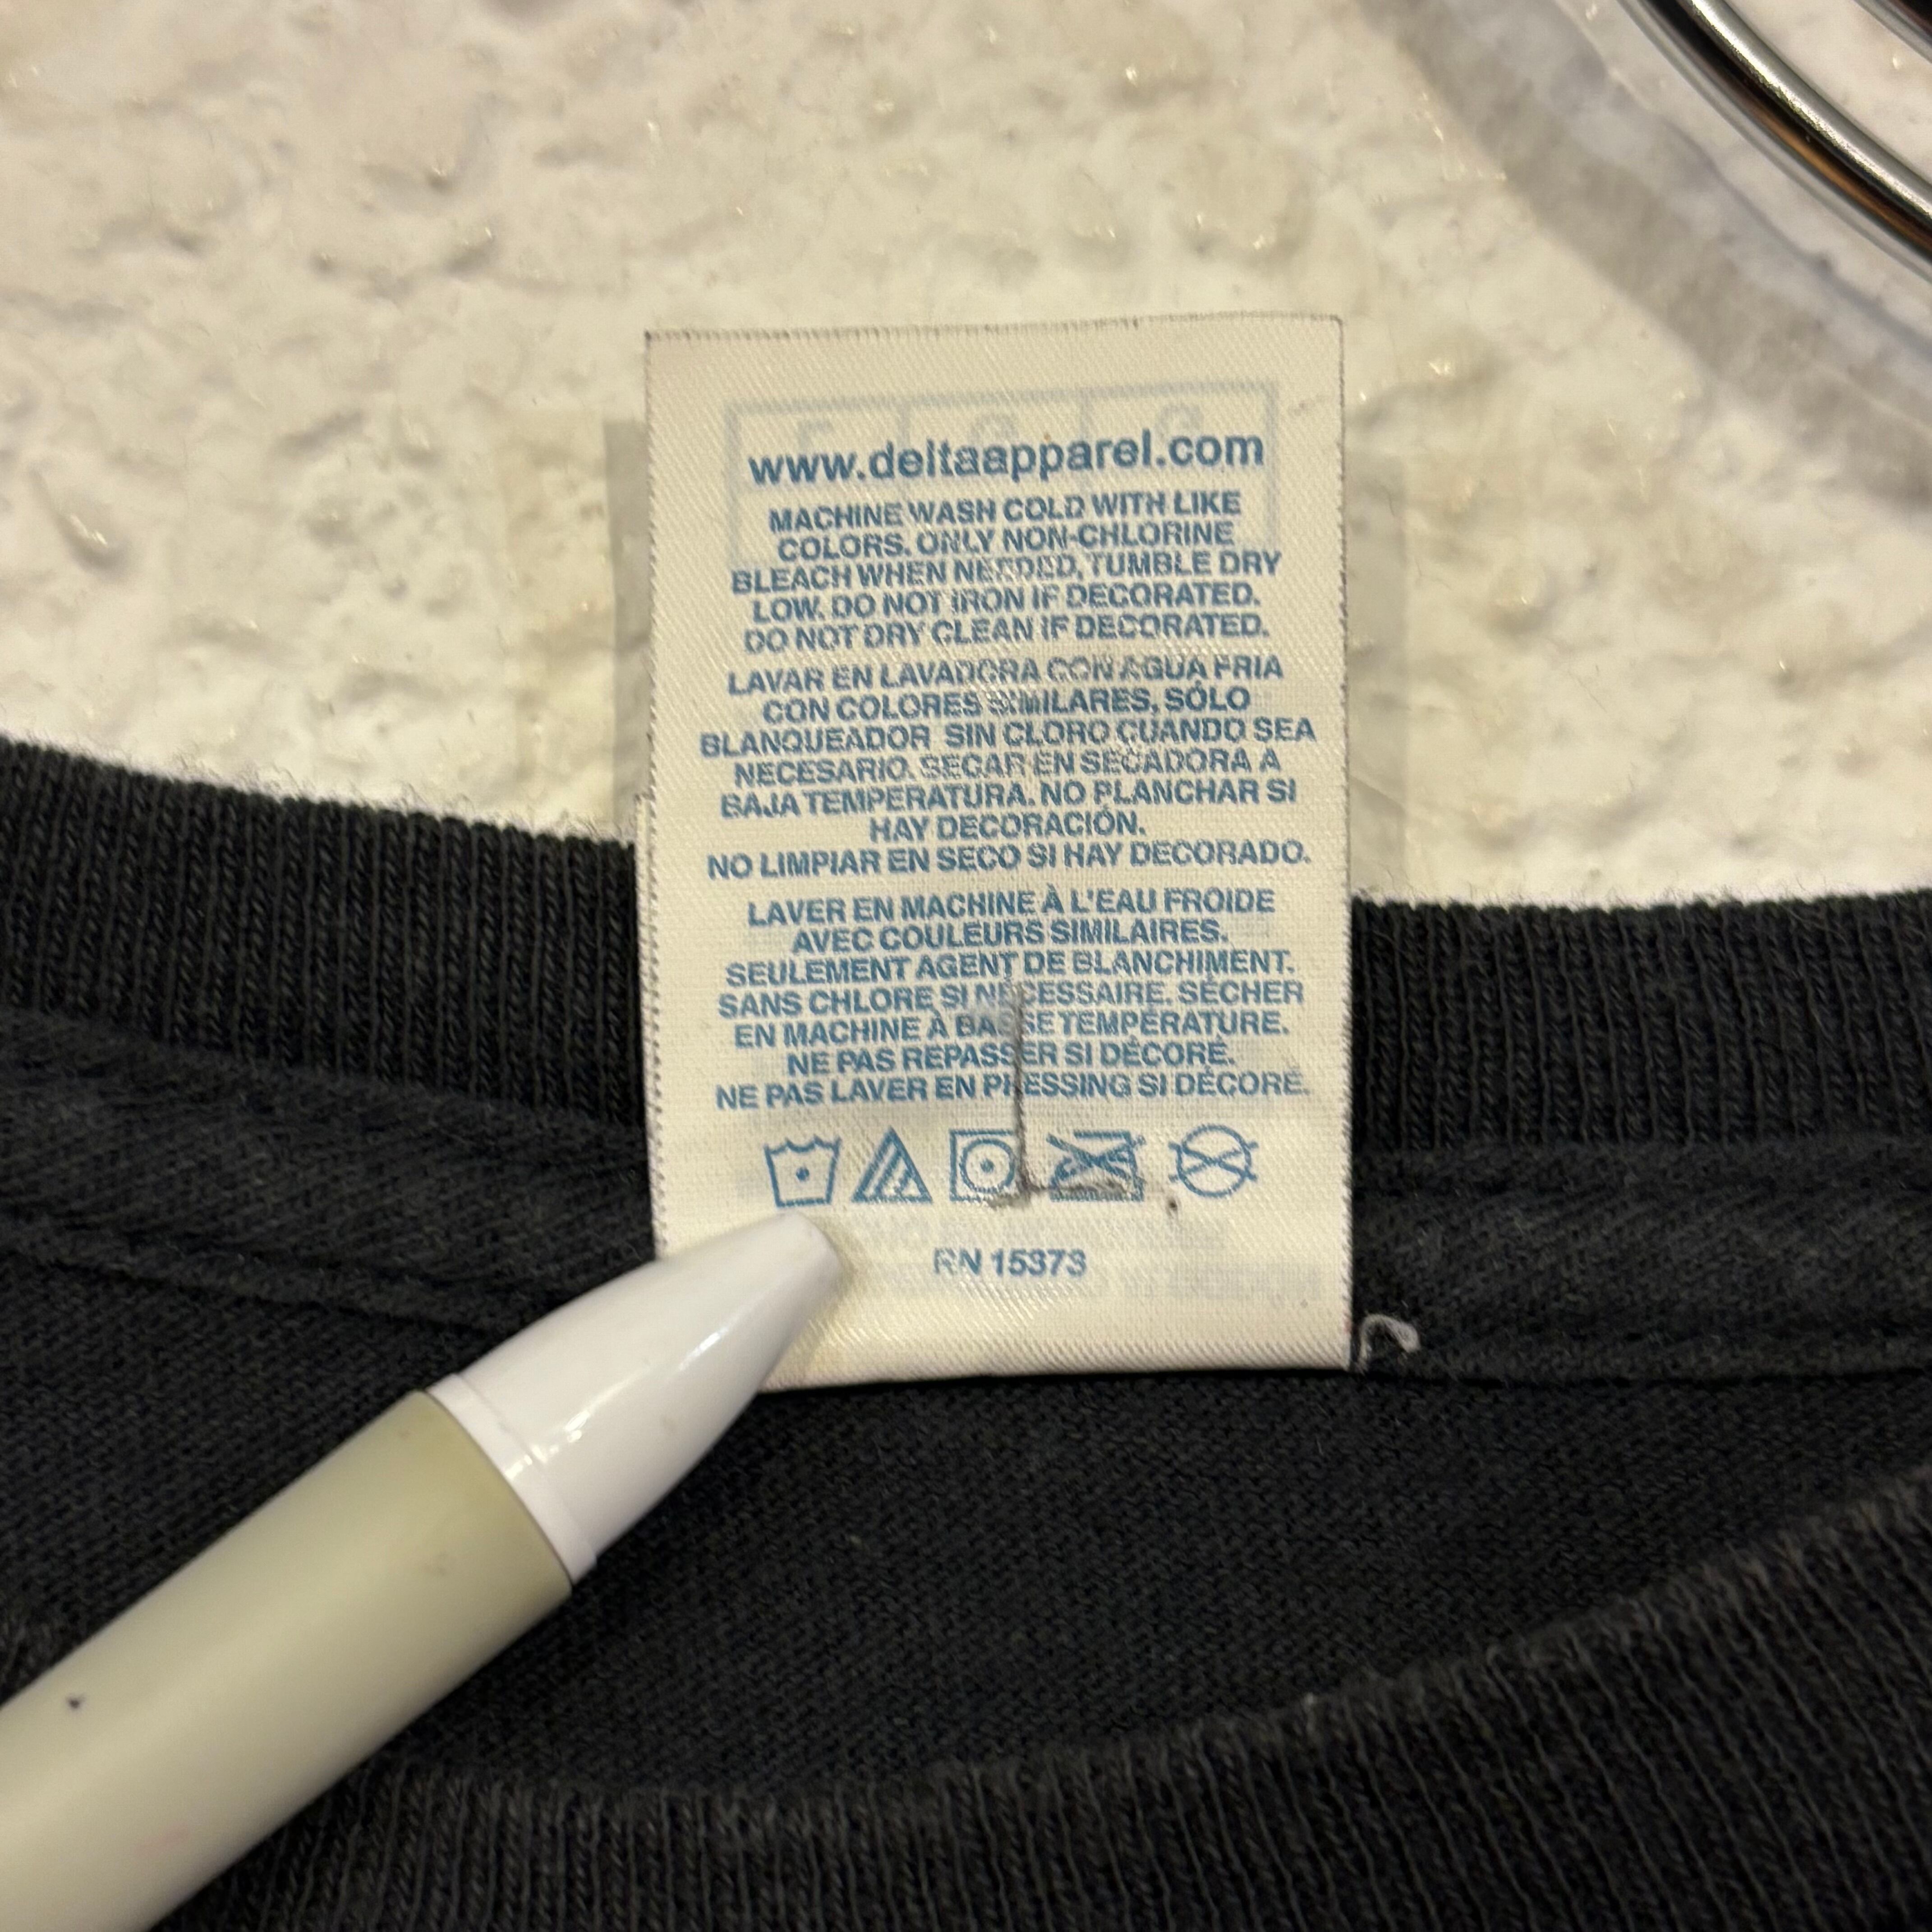 www.deltaapparel.com
MACHINE WASH COLD WITH LIKE
COLORS. ONLY NON-CHLORINE
BLEACH WHEN NEEDED, TUMBLE DRY
LOW. DO NOT IRON IF DECORATED.
DO NOT DRY CLEAN IF DECORATED.
LAVAR EN LAVADORA CON AGUA FRIA
CON COLORES SIMILARES, SÓLO
BLANQUEADOR SIN CLORO CUANDO SEA
NECESARIO. SECAR EN SECADORA A
BAJA TEMPERATURA. NO PLANCHAR SI
HAY DECORACIÓN.
NO LIMPIAR EN SECO SI HAY DECORADO.
LAVER EN MACHINE À L'EAU FROIDE
AVEC COULEURS SIMILAIRES.
SEULEMENT AGENT DE BLANCHIMENT.
SANS CHLORE SI NÉCESSAIRE. SÉCHER
EN MACHINE À BASSE TEMPÉRATURE.
NE PAS REPASSER SI DÉCORÉ.
NE PAS LAVER EN PRESSING SI DÉCORÉ.
RN 15373